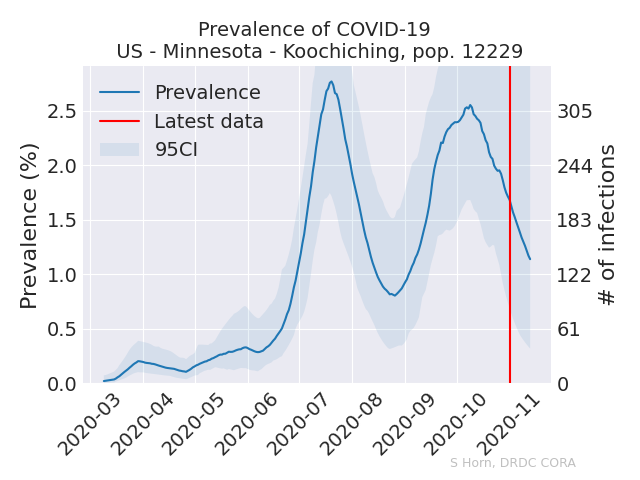 Prevalence of COVID-19
US - Minnesota - Koochiching, pop. 12229
Prevalence
Latest data
95CI
Prevalence (%)
2.5
2.0
1.5
1.0
0.5
0.0
305
244
183
122
61
0
# of infections
2020-03
2020-04
2020-05
2020-06
2020-07
2020-08
2020-09
2020-10
2020-11
S Horn, DRDC CORA